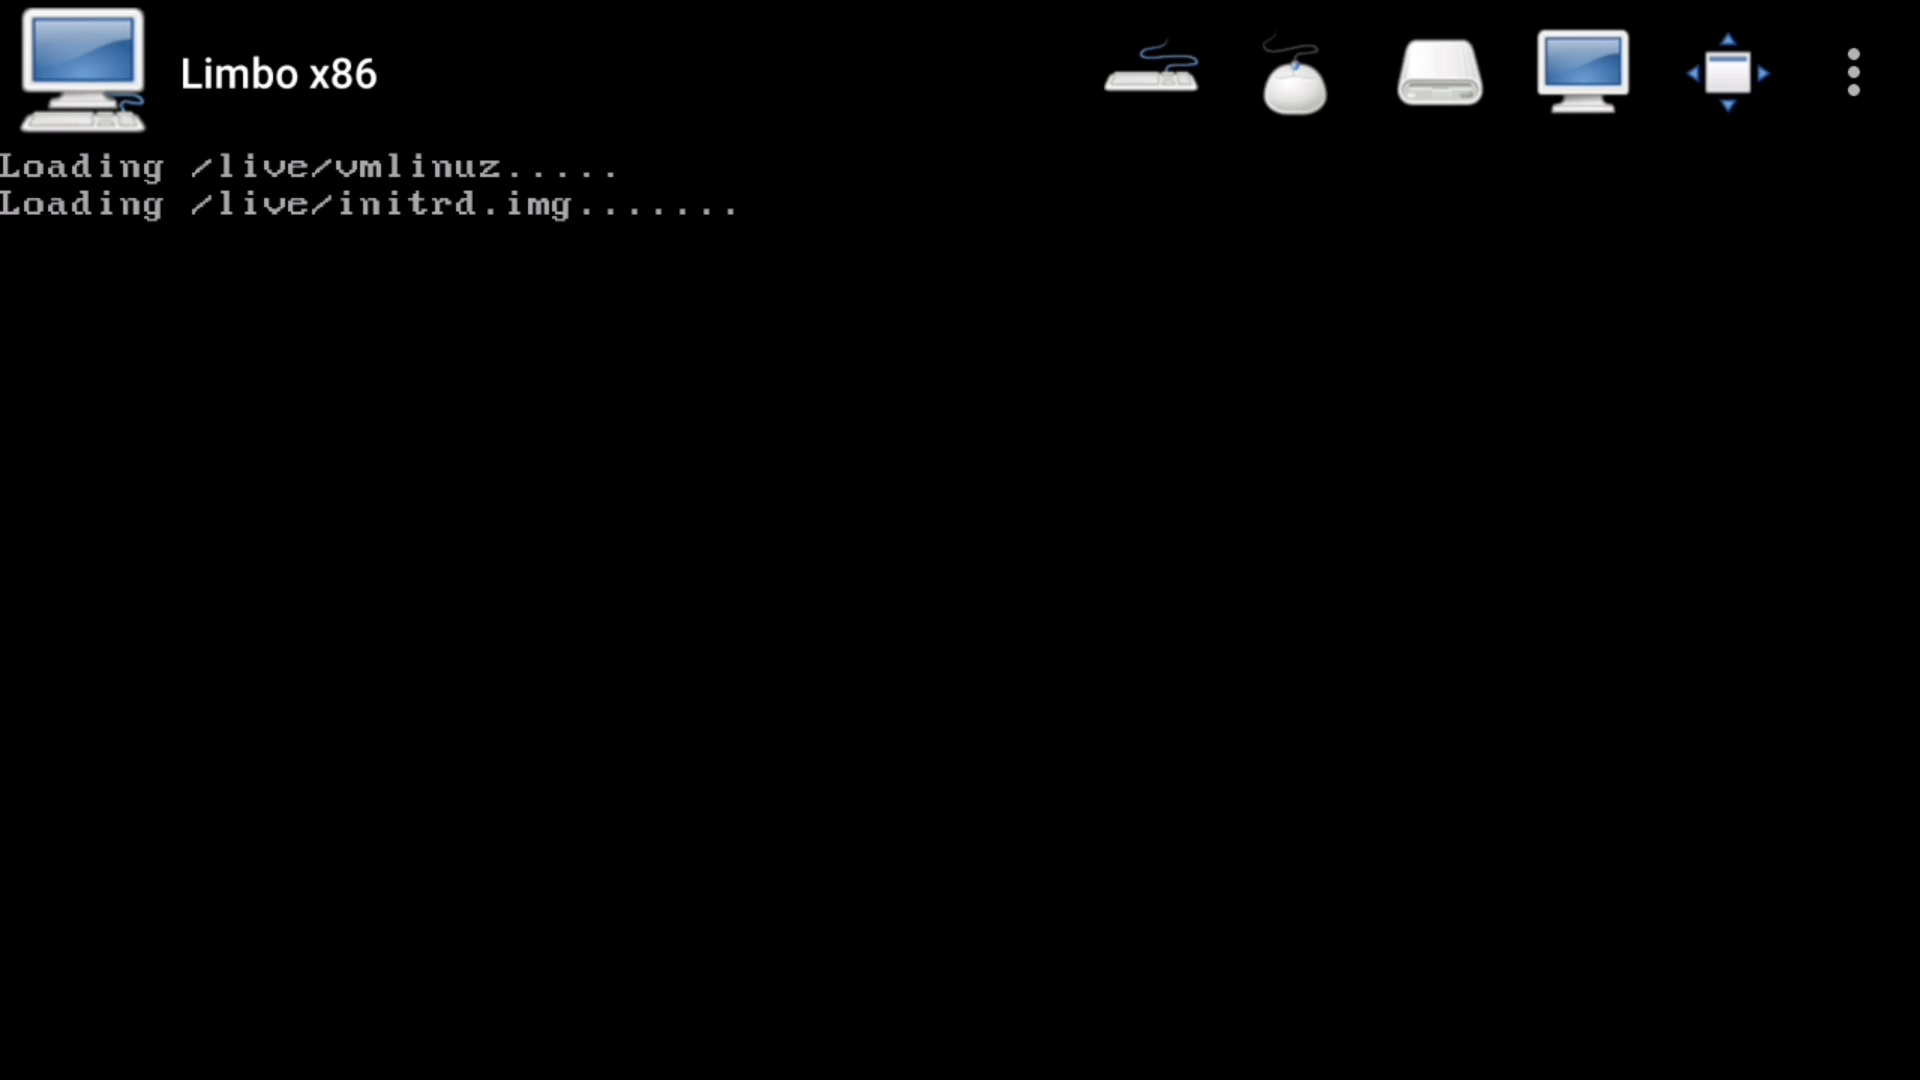 Limbo x86
Loading /live/vmlinuz.....
Loading /live/initrd.img.......